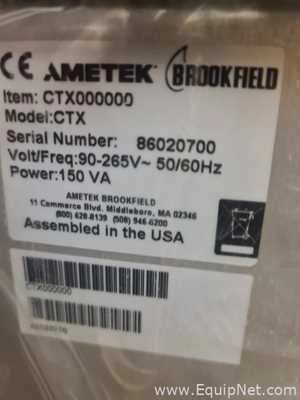 CE AMETEK BROOKFIELD
Item: CTX000000
Model:CTX
Serial Number: 86020700
Volt/Freq:90-265V~ 50/60Hz
Power:150 VA
AMETEK BROOKFIELD
11 Commerce Blvd. Middleboro, MA 02346
(800) 628-8139 (508) 946-6200
Assembled in the USA
CTX000000
www.EquipNet.com